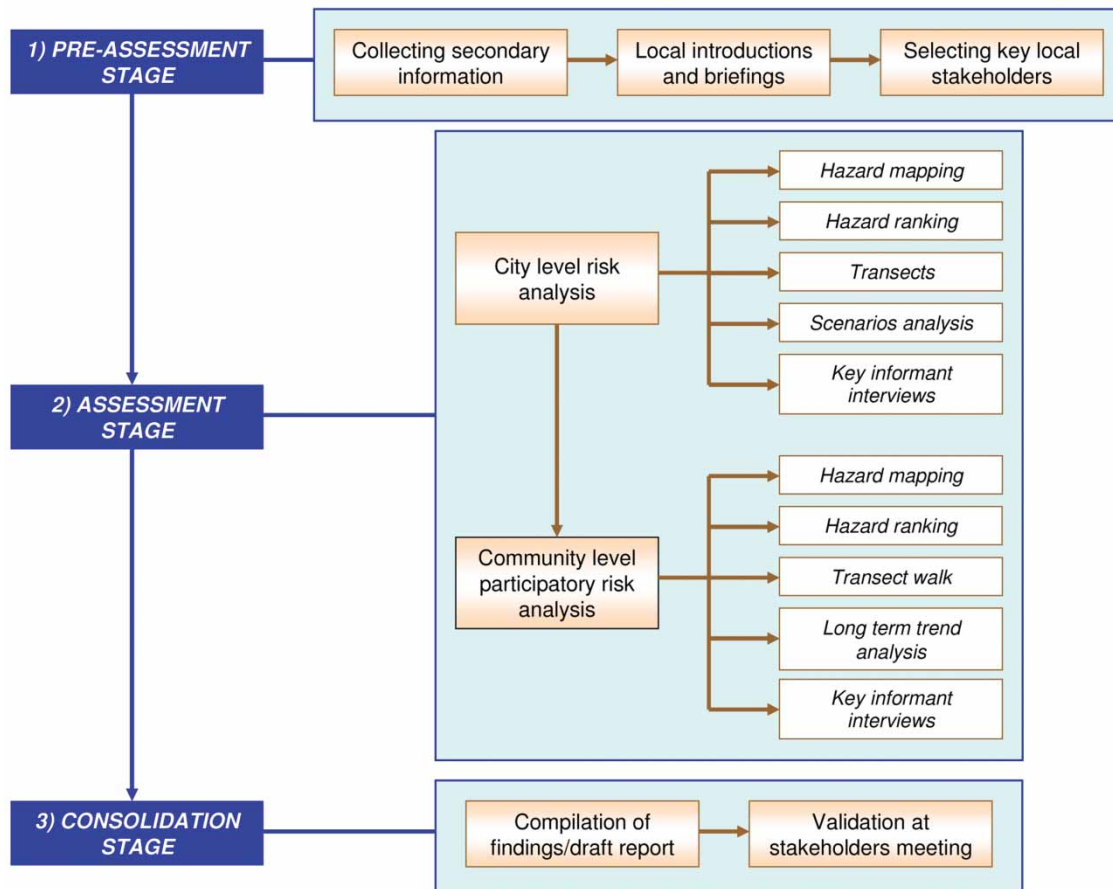 1) PRE-ASSESSMENT
STAGE
Collecting secondary
information
Local introductions
and briefings
Selecting key local
stakeholders
2) ASSESSMENT
STAGE
City level risk
analysis
Hazard mapping
Hazard ranking
Transects
Scenarios analysis
Key informant
interviews
Community level
participatory risk
analysis
Hazard mapping
Hazard ranking
Transect walk
Long term trend
analysis
Key informant
interviews
3) CONSOLIDATION
STAGE
Compilation of
findings/draft report
Validation at
stakeholders meeting